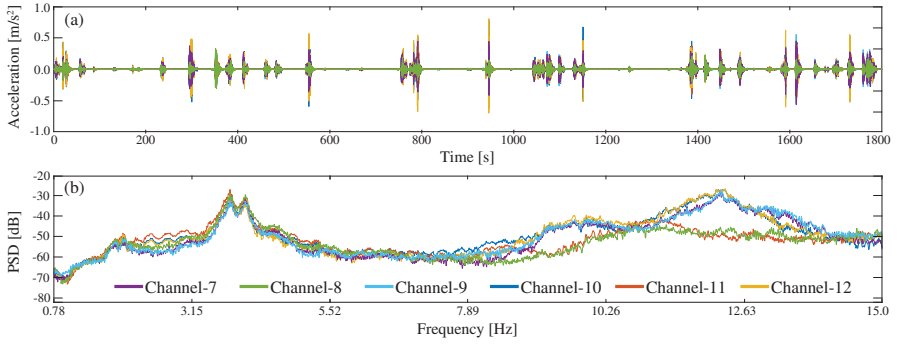 (a)
Acceleration [m/s²]
1.0
0.5
0.0
-0.5
-1.0
0 200 400 600 800 1000 1200 1400 1600 1800
Time [s]
(b)
PSD [dB]
-20
-30
-40
-50
-60
-70
-80
Channel-7 Channel-8 Channel-9 Channel-10 Channel-11 Channel-12
0.78 3.15 5.52 7.89 10.26 12.63 15.0
Frequency [Hz]